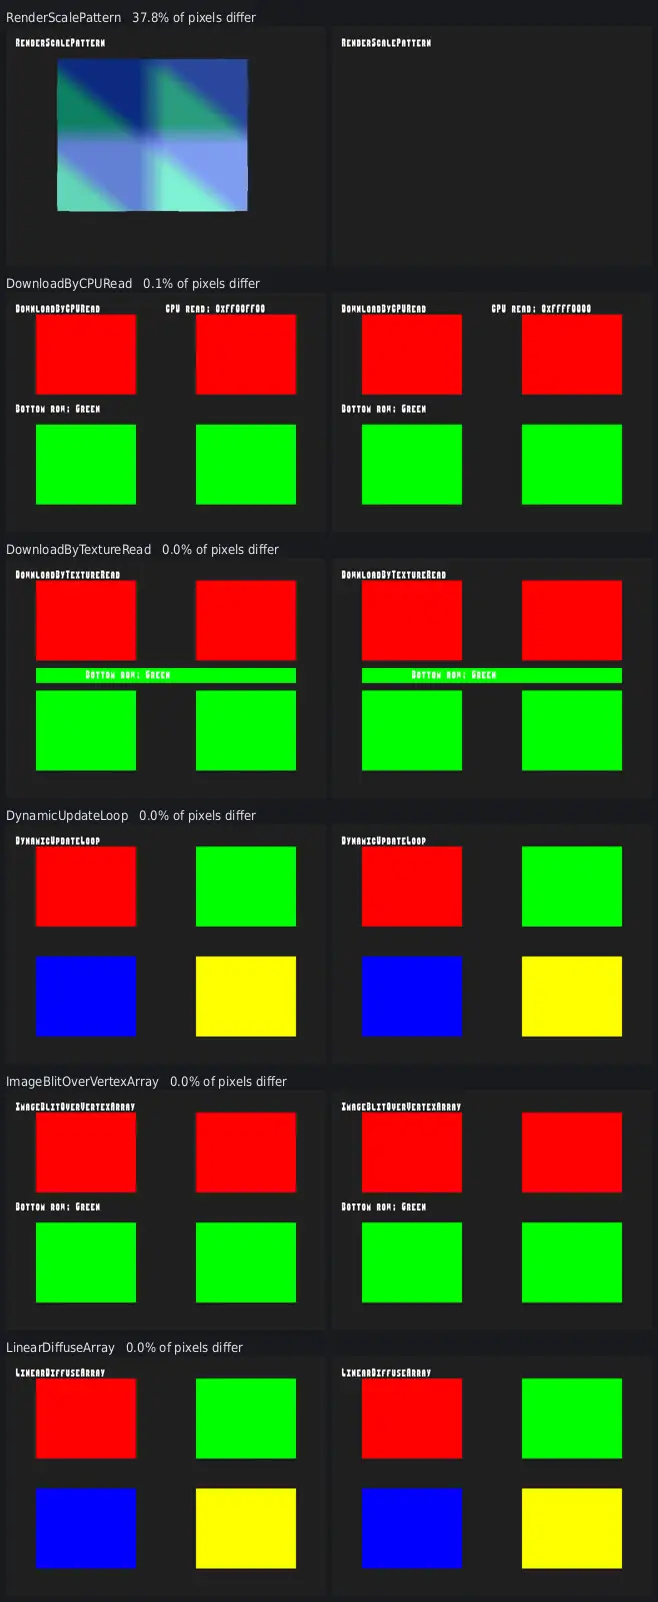 RenderScalePattern 37.8% of pixels differ
RenderScalePattern
RenderScalePattern
DownloadByCPURead 0.1% of pixels differ
DownloadByCPURead CPU read: 0xff00ff00
DownloadByCPURead CPU read: 0xffff0000
Bottom row: Green
Bottom row: Green
DownloadByTextureRead 0.0% of pixels differ
DownloadByTextureRead
DownloadByTextureRead
Bottom row: Green
Bottom row: Green
DynamicUpdateLoop 0.0% of pixels differ
DynamicUpdateLoop
DynamicUpdateLoop
ImageBlitOverVertexArray 0.0% of pixels differ
ImageBlitOverVertexArray
ImageBlitOverVertexArray
Bottom row: Green
Bottom row: Green
LinearDiffuseArray 0.0% of pixels differ
LinearDiffuseArray
LinearDiffuseArray